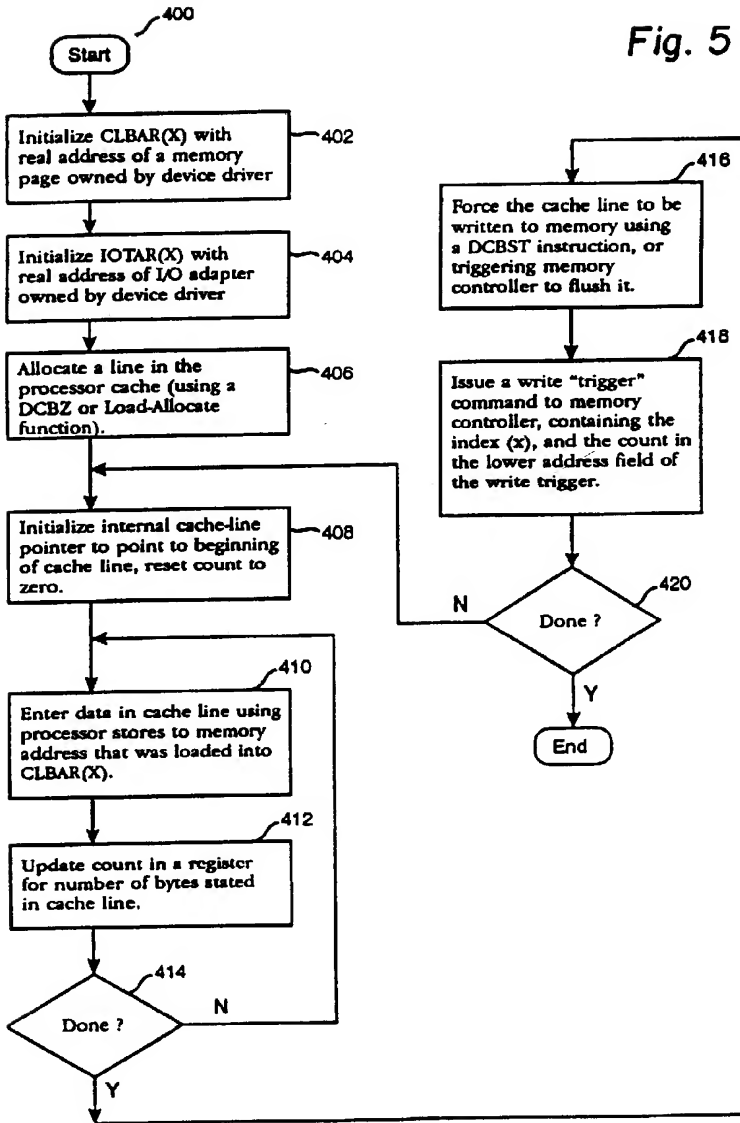 400
Fig. 5
Start
Initialize CLBAR(X) with
real address of a memory
page owned by device driver
402
Initialize IOTAR(X) with
real address of I/O adapter
owned by device driver
404
Allocate a line in the
processor cache (using a
DCBZ or Load-Allocate
function).
406
Initialize internal cache-line
pointer to point to beginning
of cache line, reset count to
zero.
408
410
Enter data in cache line using
processor stores to memory
address that was loaded into
CLBAR(X).
412
Update count in a register
for number of bytes stated
in cache line.
414
Done ?
N
Y
416
Force the cache line to be
written to memory using
a DCBST instruction, or
triggering memory
controller to flush it.
418
Issue a write "trigger"
command to memory
controller, containing the
index (x), and the count in
the lower address field of
the write trigger.
420
Done ?
N
Y
End